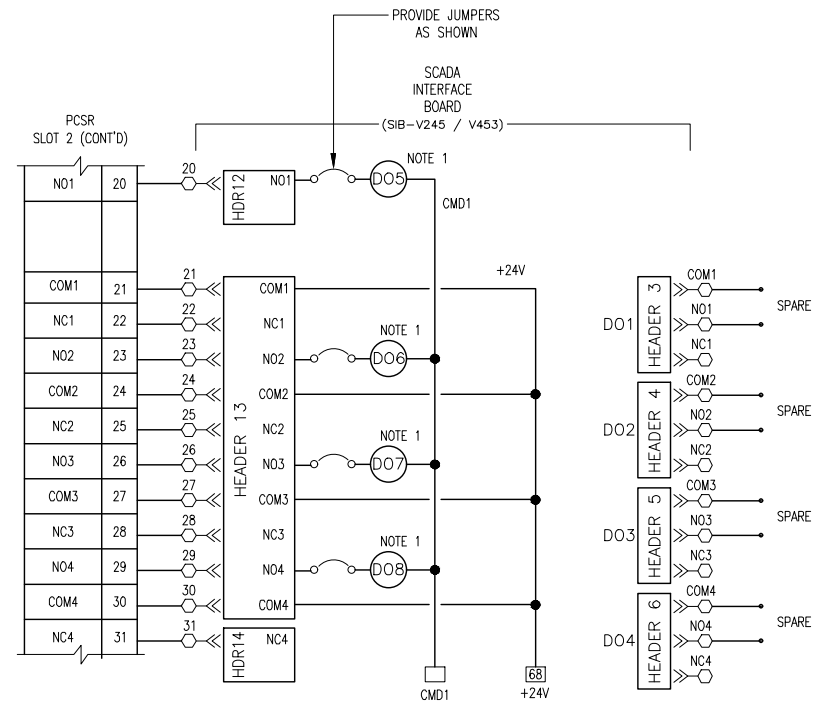 PROVIDE JUMPERS
AS SHOWN
SCADA
INTERFACE
BOARD
(SIB-V245 / V453)
PCSR
SLOT 2 (CONT'D)
NO1 20 20 HDR12 NO1 DO5 NOTE 1
CMD1
+24V
COM1 21 21 COM1
NC1 22 22 NC1
NO2 23 23 NO2 DO6 NOTE 1
COM2 24 24 COM2
NC2 25 25 NC2
NO3 26 26 NO3 DO7 NOTE 1
COM3 27 27 COM3
NC3 28 28 NC3
NO4 29 29 NO4 DO8 NOTE 1
COM4 30 30 COM4
NC4 31 31 HDR14 NC4
HEADER 13
CMD1
68
+24V
DO1 HEADER 3 COM1
NO1
NC1
SPARE
DO2 HEADER 4 COM2
NO2
NC2
SPARE
DO3 HEADER 5 COM3
NO3
NC3
SPARE
DO4 HEADER 6 COM4
NO4
NC4
SPARE